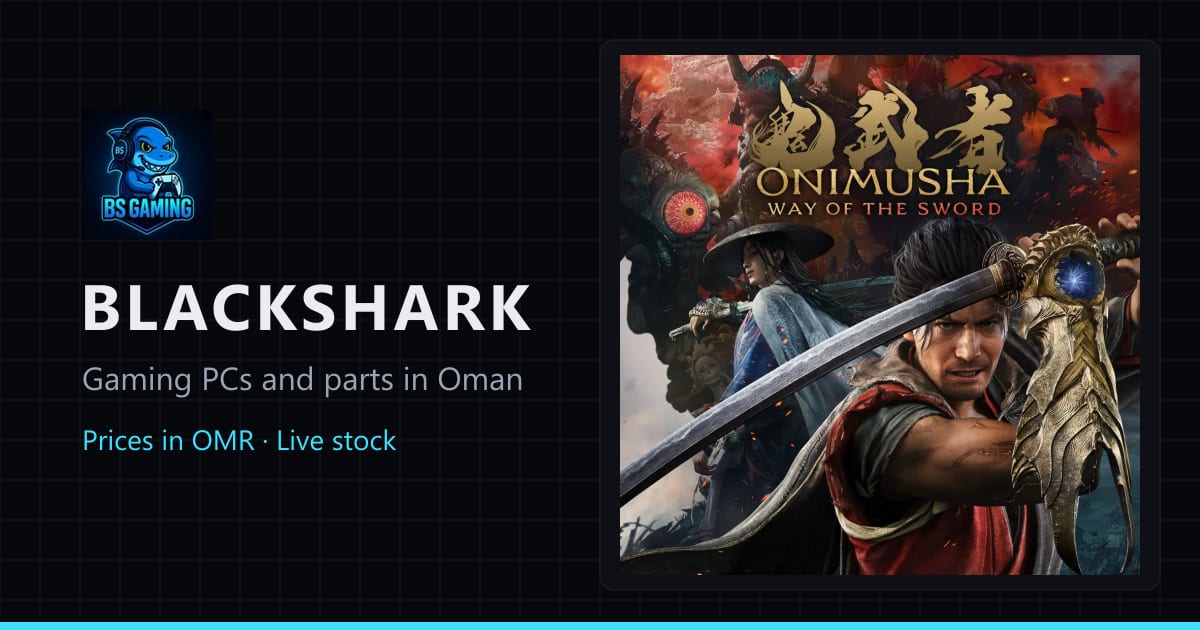 BS
BS GAMING
BLACKSHARK
Gaming PCs and parts in Oman
Prices in OMR · Live stock
鬼武者
ONIMUSHA
WAY OF THE SWORD